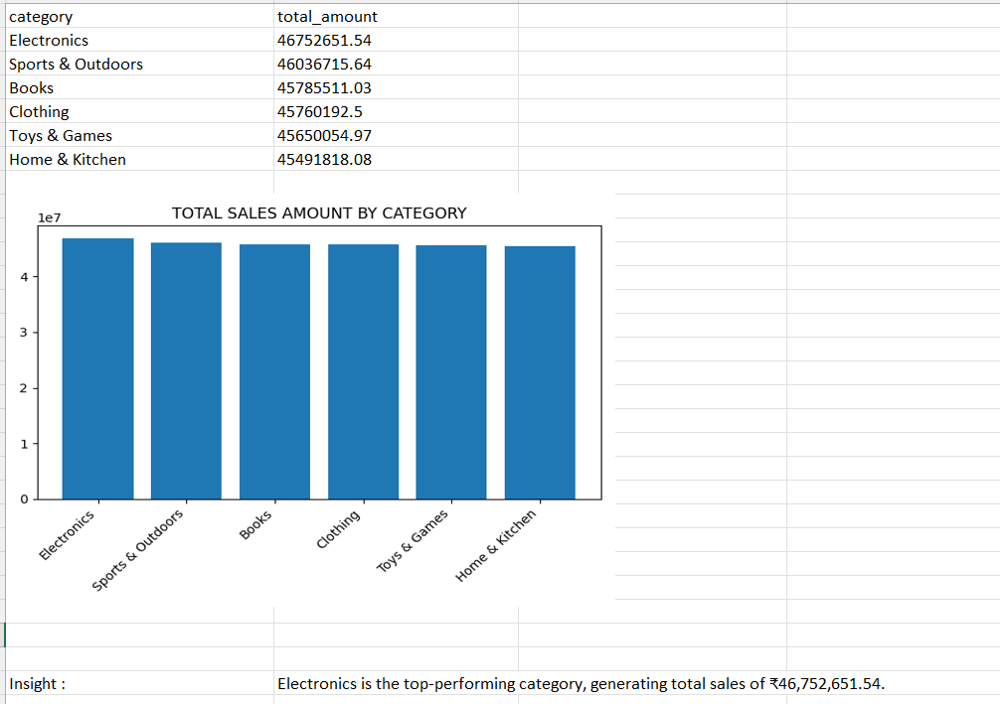 category total_amount
Electronics 46752651.54
Sports & Outdoors 46036715.64
Books 45785511.03
Clothing 45760192.5
Toys & Games 45650054.97
Home & Kitchen 45491818.08
TOTAL SALES AMOUNT BY CATEGORY
1e7
4
3
2
1
0
Electronics
Sports & Outdoors
Books
Clothing
Toys & Games
Home & Kitchen
Insight : Electronics is the top-performing category, generating total sales of ₹46,752,651.54.